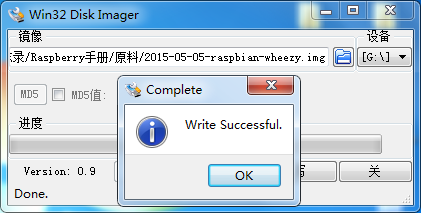 Win32 Disk Imager
镜像
设备
录/Raspberry手册/原料/2015-05-05-raspbian-wheezy.img
[G:\]
MD5
MD5值:
Complete
Write Successful.
OK
进度
Version: 0.9
关
Done.